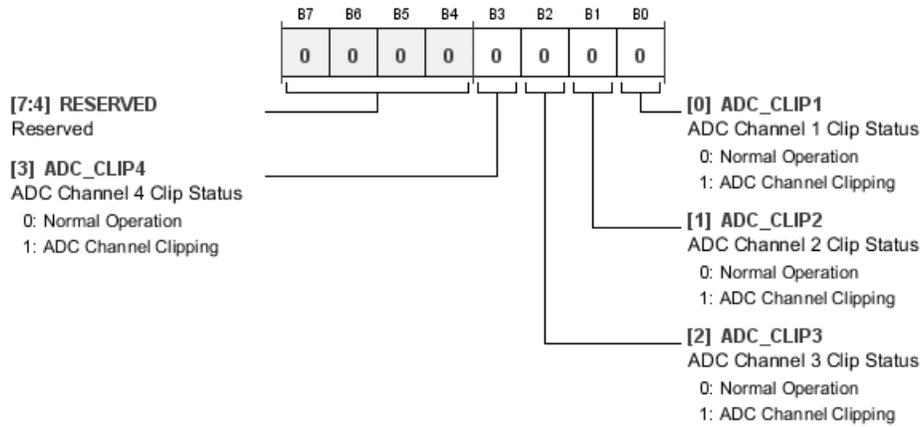 B7 B6 B5 B4 B3 B2 B1 B0
0 0 0 0 0 0 0 0
[7:4] RESERVED
Reserved
[3] ADC_CLIP4
ADC Channel 4 Clip Status
0: Normal Operation
1: ADC Channel Clipping
[0] ADC_CLIP1
ADC Channel 1 Clip Status
0: Normal Operation
1: ADC Channel Clipping
[1] ADC_CLIP2
ADC Channel 2 Clip Status
0: Normal Operation
1: ADC Channel Clipping
[2] ADC_CLIP3
ADC Channel 3 Clip Status
0: Normal Operation
1: ADC Channel Clipping